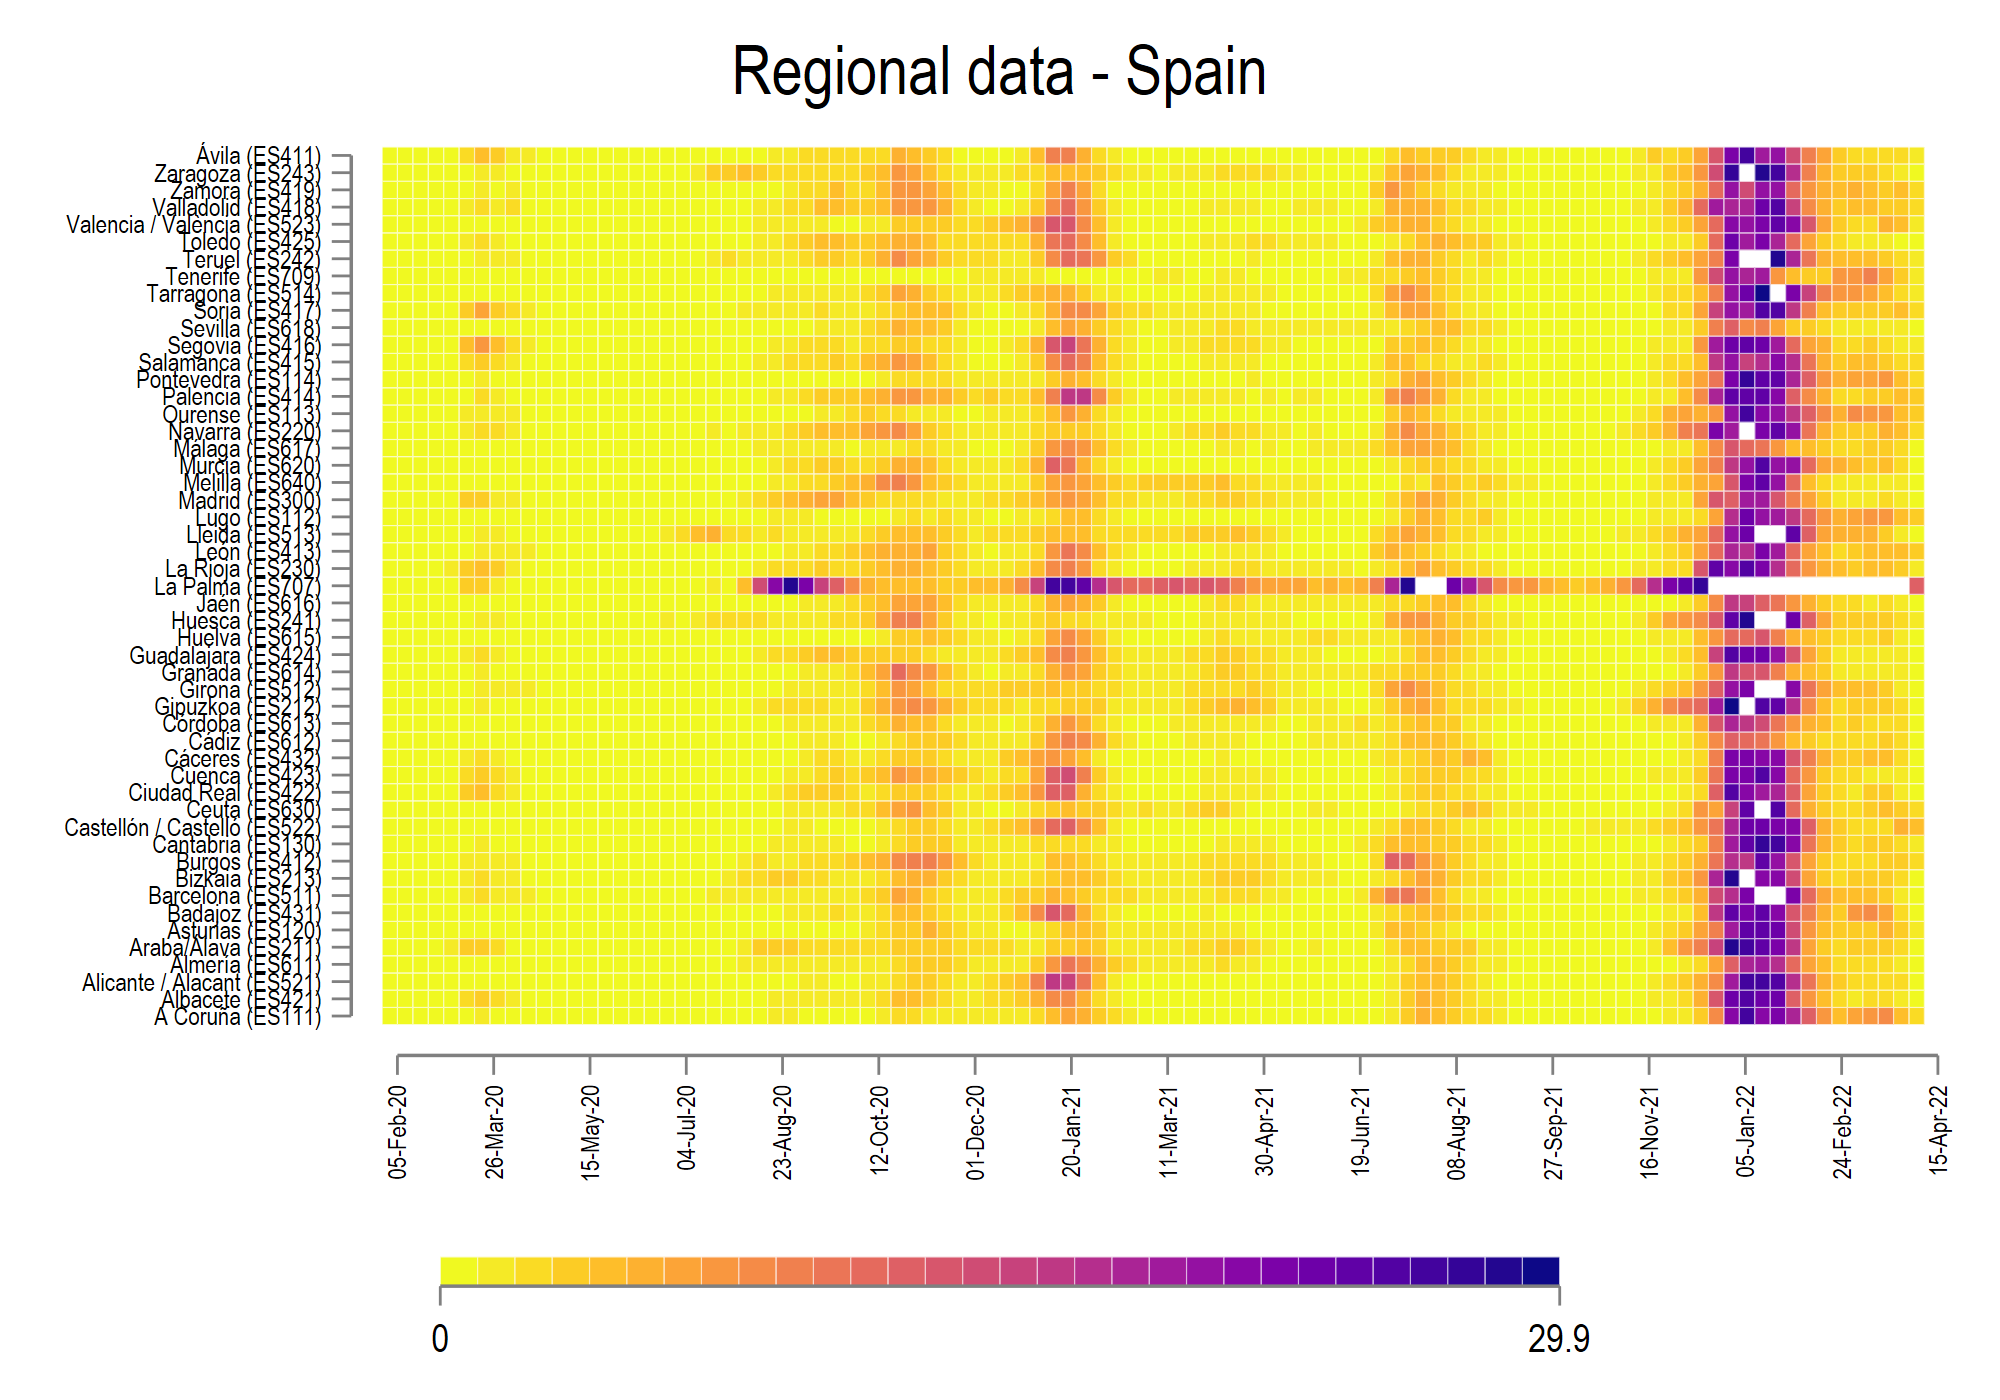 Regional data - Spain
Ávila (ES411)
Zaragoza (ES243)
Zamora (ES419)
Valladolid (ES418)
Valencia / València (ES523)
Toledo (ES425)
Teruel (ES242)
Tenerife (ES709)
Tarragona (ES514)
Soria (ES417)
Sevilla (ES618)
Segovia (ES416)
Salamanca (ES415)
Pontevedra (ES114)
Palencia (ES414)
Ourense (ES113)
Navarra (ES220)
Málaga (ES617)
Murcia (ES620)
Melilla (ES640)
Madrid (ES300)
Lugo (ES112)
Lleida (ES513)
León (ES413)
La Rioja (ES230)
La Palma (ES707)
Jaén (ES616)
Huesca (ES241)
Huelva (ES615)
Guadalajara (ES424)
Granada (ES614)
Girona (ES512)
Gipuzkoa (ES212)
Córdoba (ES613)
Cádiz (ES612)
Cáceres (ES432)
Cuenca (ES423)
Ciudad Real (ES422)
Ceuta (ES630)
Castellón / Castelló (ES522)
Cantabria (ES130)
Burgos (ES412)
Bizkaia (ES213)
Barcelona (ES511)
Badajoz (ES431)
Asturias (ES120)
Araba/Álava (ES211)
Almería (ES611)
Alicante / Alacant (ES521)
Albacete (ES421)
A Coruña (ES111)
05-Feb-20
26-Mar-20
15-May-20
04-Jul-20
23-Aug-20
12-Oct-20
01-Dec-20
20-Jan-21
11-Mar-21
30-Apr-21
19-Jun-21
08-Aug-21
27-Sep-21
16-Nov-21
05-Jan-22
24-Feb-22
15-Apr-22
0
29.9